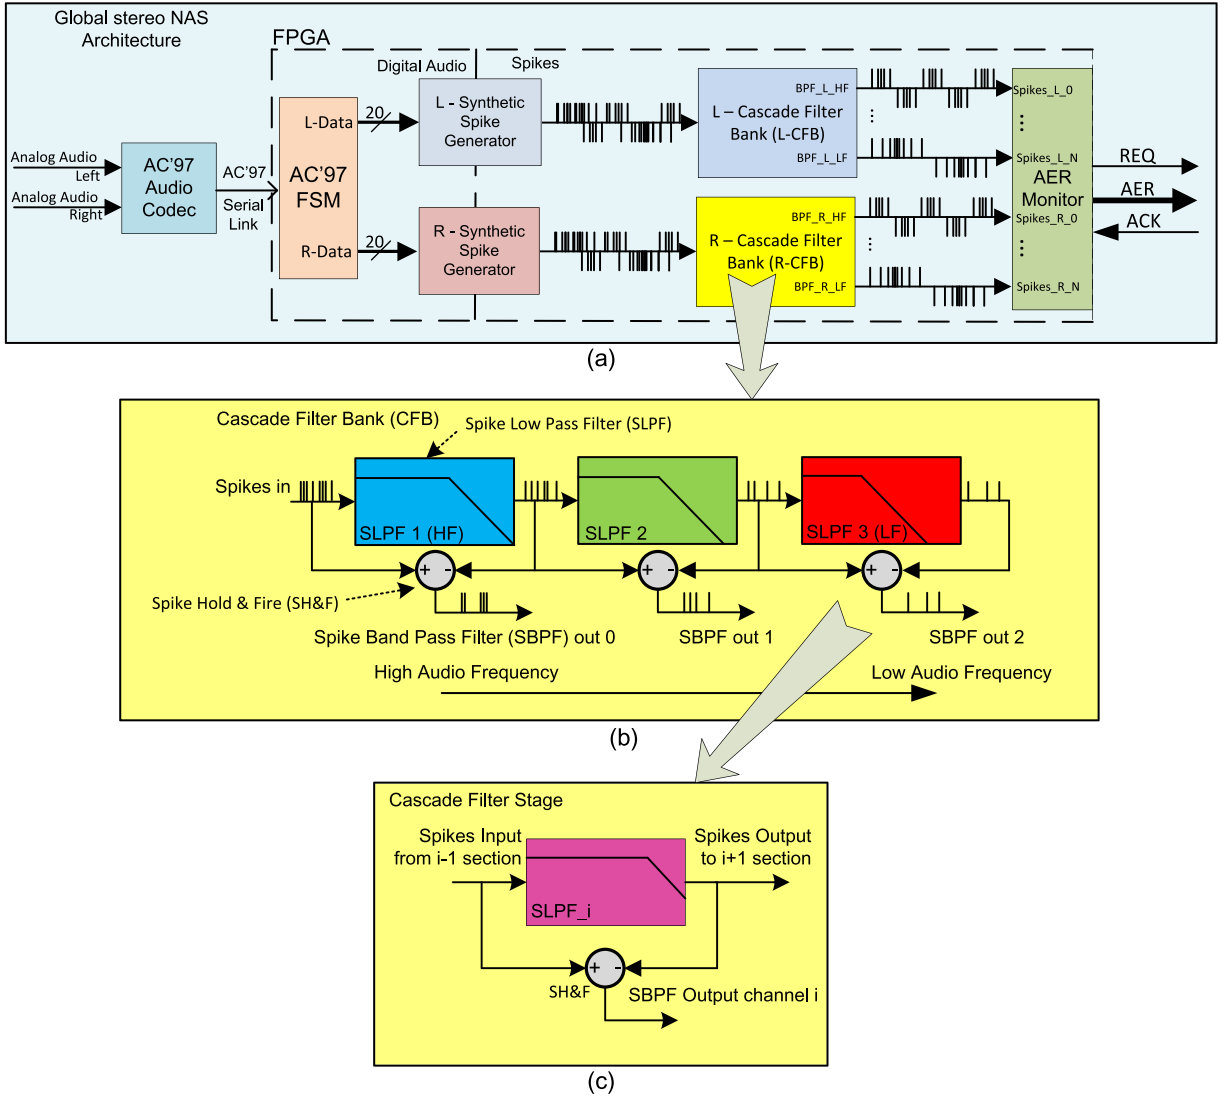 Global stereo NAS
Architecture
FPGA
Digital Audio
Spikes
Analog Audio
Left
Analog Audio
Right
AC'97
Audio
Codec
AC'97
Serial
Link
L-Data
AC'97
FSM
R-Data
20
20
L - Synthetic
Spike
Generator
R - Synthetic
Spike
Generator
BPF_L_HF
L – Cascade Filter
Bank (L-CFB)
BPF_L_LF
BPF_R_HF
R – Cascade Filter
Bank (R-CFB)
BPF_R_LF
...
...
Spikes_L_0
...
Spikes_L_N
AER
Monitor
Spikes_R_0
...
Spikes_R_N
REQ
AER
ACK
(a)
Cascade Filter Bank (CFB)
Spike Low Pass Filter (SLPF)
Spikes in
SLPF 1 (HF)
SLPF 2
SLPF 3 (LF)
+ -
+ -
+ -
Spike Hold & Fire (SH&F)
Spike Band Pass Filter (SBPF) out 0
SBPF out 1
SBPF out 2
High Audio Frequency
Low Audio Frequency
(b)
Cascade Filter Stage
Spikes Input
from i-1 section
Spikes Output
to i+1 section
SLPF_i
+ -
SH&F
SBPF Output channel i
(c)